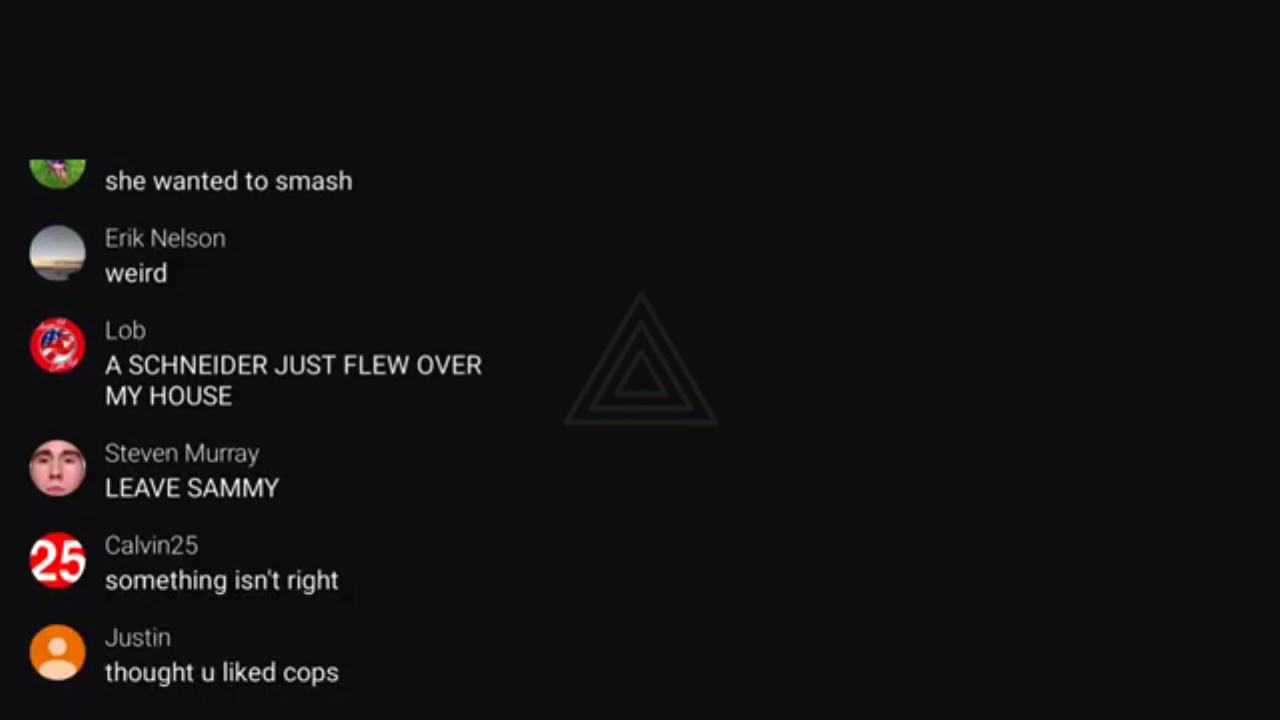 she wanted to smash
Erik Nelson
weird
Lob
A SCHNEIDER JUST FLEW OVER
MY HOUSE
Steven Murray
LEAVE SAMMY
25
Calvin25
something isn't right
Justin
thought u liked cops